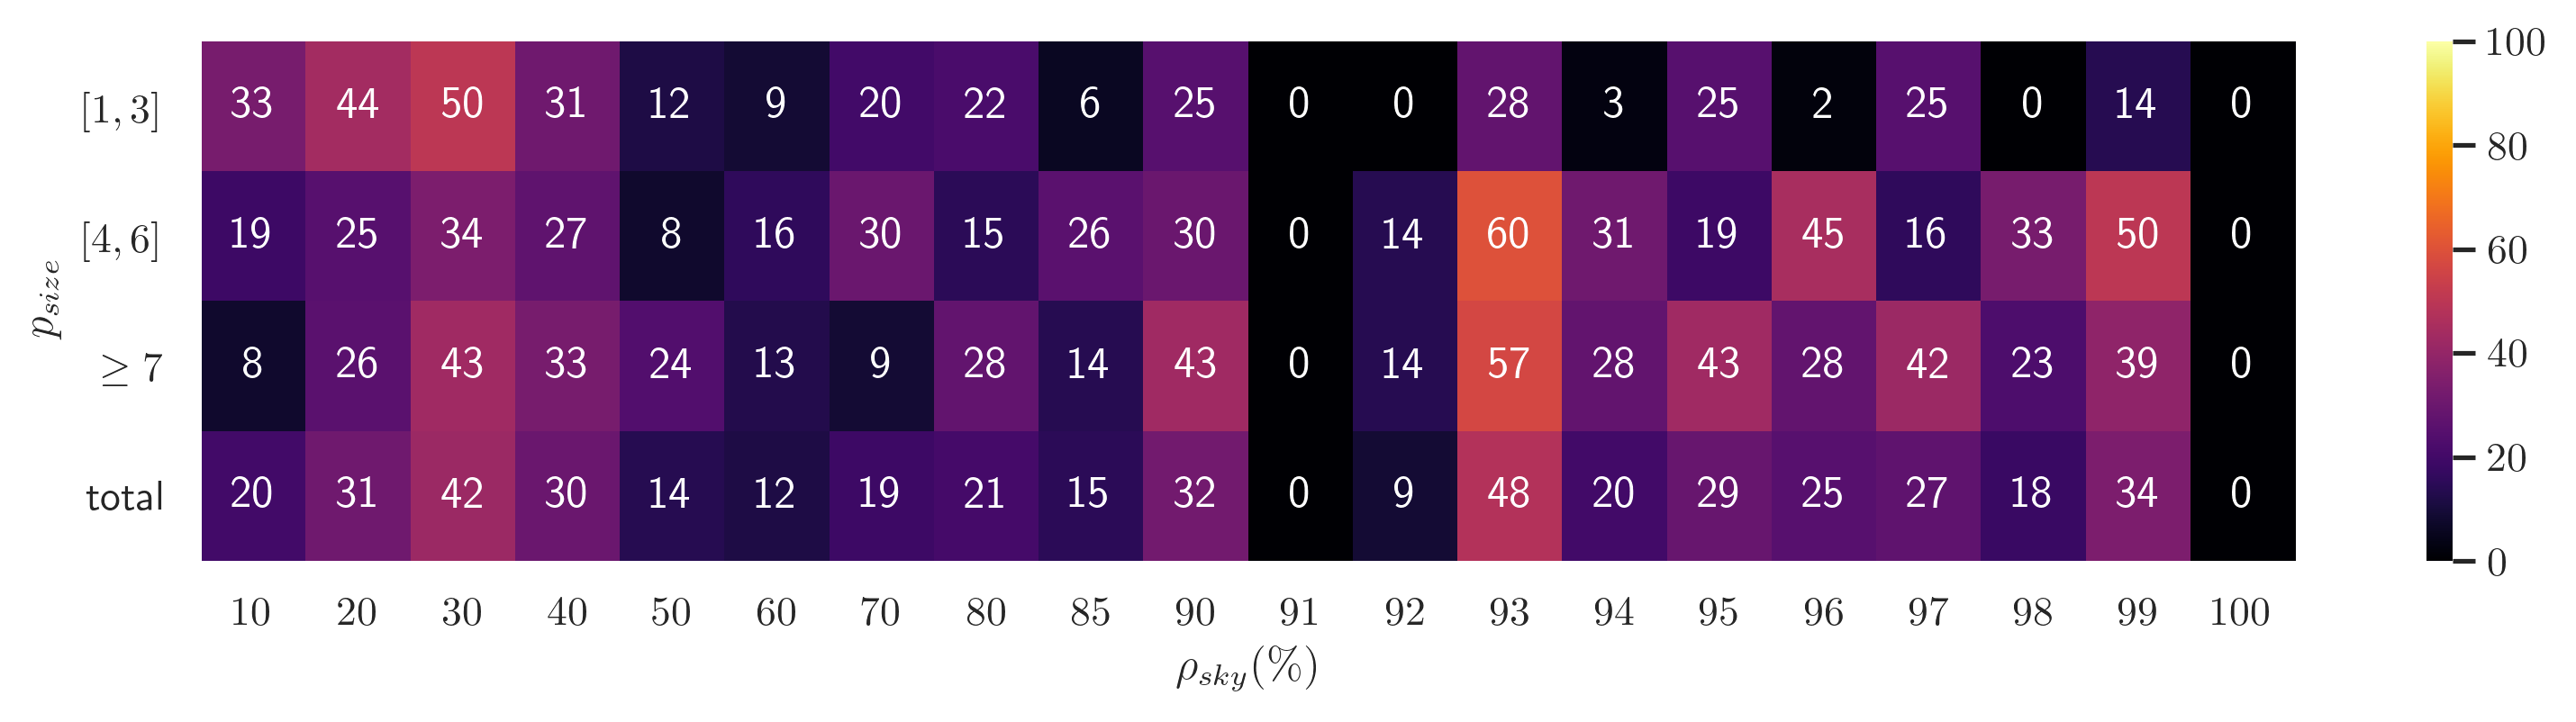 [1, 3] 33 44 50 31 12 9 20 22 6 25 0 0 28 3 25 2 25 0 14 0
[4, 6] 19 25 34 27 8 16 30 15 26 30 0 14 60 31 19 45 16 33 50 0
≥ 7 8 26 43 33 24 13 9 28 14 43 0 14 57 28 43 28 42 23 39 0
total 20 31 42 30 14 12 19 21 15 32 0 9 48 20 29 25 27 18 34 0
p_size
10 20 30 40 50 60 70 80 85 90 91 92 93 94 95 96 97 98 99 100
ρ_sky(%)
100
80
60
40
20
0